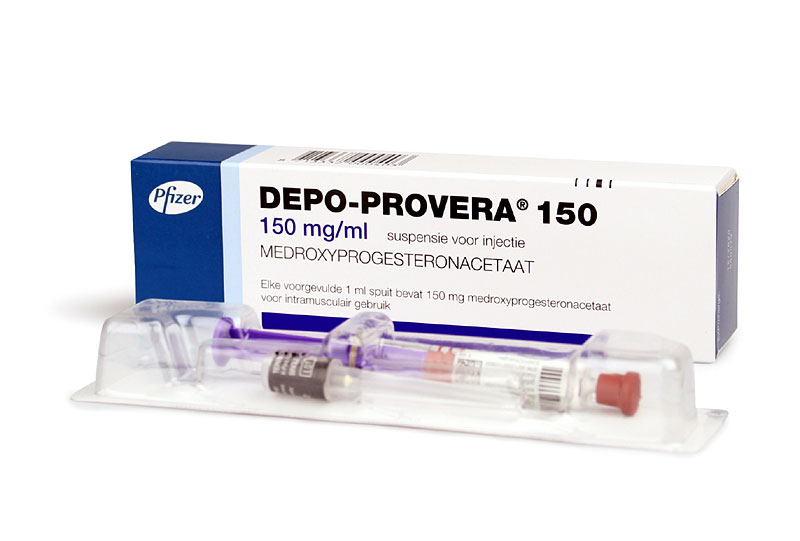 Pfizer
DEPO-PROVERA® 150
150 mg/ml suspensie voor injectie
MEDROXYPROGESTERONACETAAT
Elke voorgevulde 1 ml spuit bevat 150 mg medroxyprogesteronacetaat
voor intramusculair gebruik